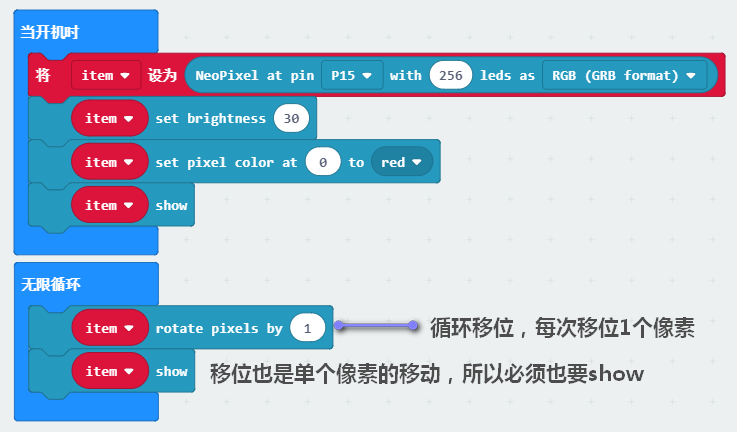 当开机时
将 item 设为 NeoPixel at pin P15 with 256 leds as RGB (GRB format)
item set brightness 30
item set pixel color at 0 to red
item show
无限循环
item rotate pixels by 1 循环移位，每次移位1个像素
item show 移位也是单个像素的移动，所以必须也要show